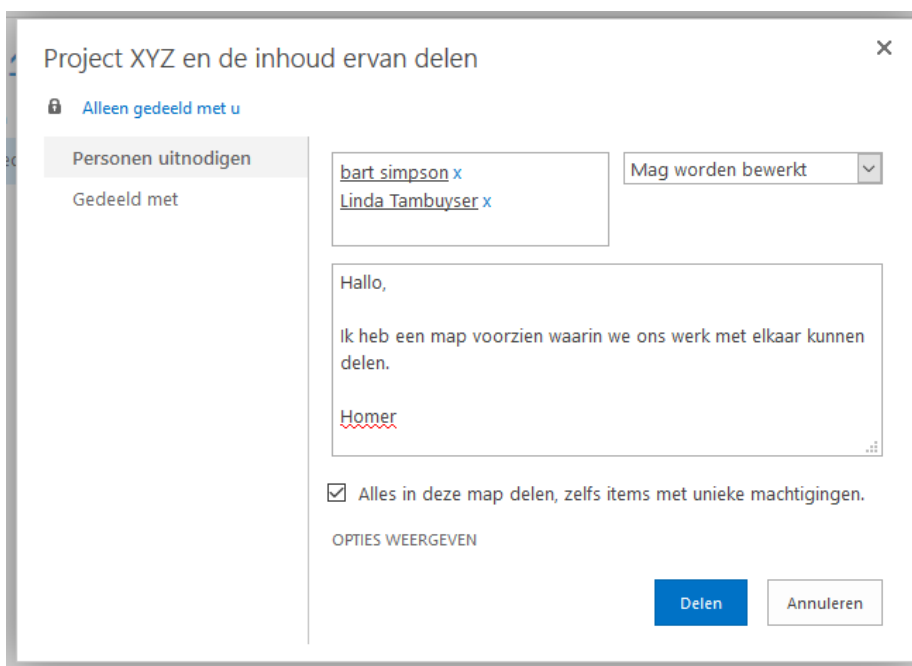 Project XYZ en de inhoud ervan delen
Alleen gedeeld met u
Personen uitnodigen
Gedeeld met
bart simpson x
Linda Tambuyser x
Mag worden bewerkt
Hallo,
Ik heb een map voorzien waarin we ons werk met elkaar kunnen
delen.
Homer
Alles in deze map delen, zelfs items met unieke machtigingen.
OPTIES WEERGEVEN
Delen
Annuleren